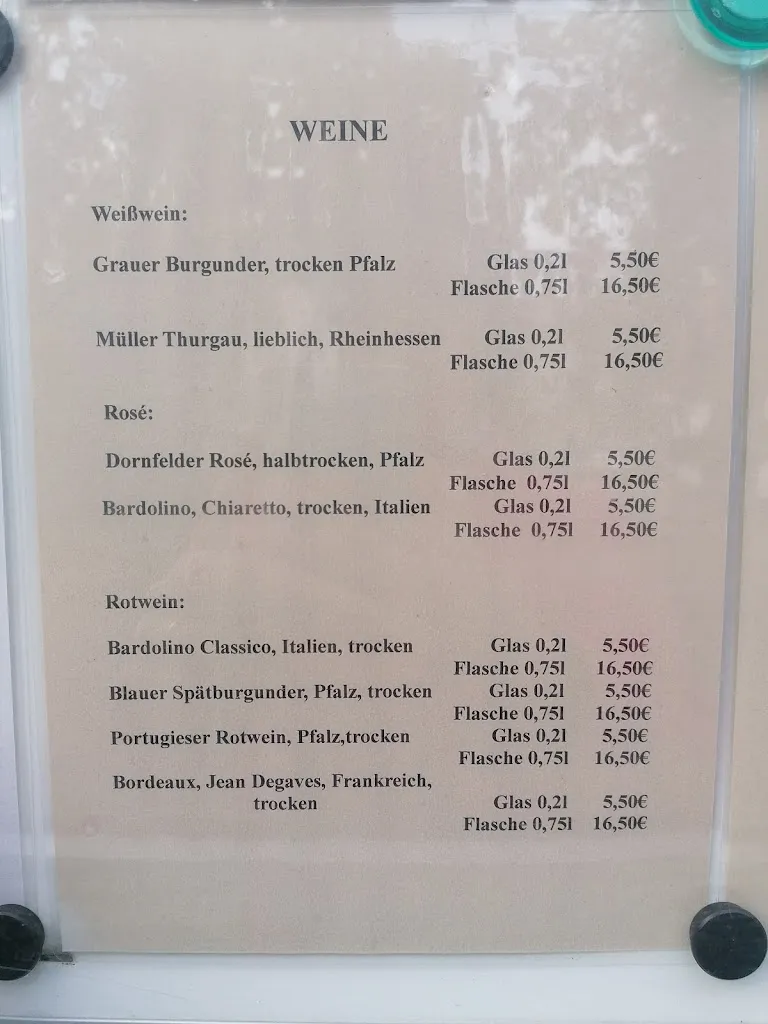 WEINE
Weißwein:
Grauer Burgunder, trocken Pfalz Glas 0,2l 5,50€
Flasche 0,75l 16,50€
Müller Thurgau, lieblich, Rheinhessen Glas 0,2l 5,50€
Flasche 0,75l 16,50€
Rosé:
Dornfelder Rosé, halbtrocken, Pfalz Glas 0,2l 5,50€
Flasche 0,75l 16,50€
Bardolino, Chiaretto, trocken, Italien Glas 0,2l 5,50€
Flasche 0,75l 16,50€
Rotwein:
Bardolino Classico, Italien, trocken Glas 0,2l 5,50€
Flasche 0,75l 16,50€
Blauer Spätburgunder, Pfalz, trocken Glas 0,2l 5,50€
Flasche 0,75l 16,50€
Portugieser Rotwein, Pfalz,trocken Glas 0,2l 5,50€
Flasche 0,75l 16,50€
Bordeaux, Jean Degaves, Frankreich,
trocken Glas 0,2l 5,50€
Flasche 0,75l 16,50€